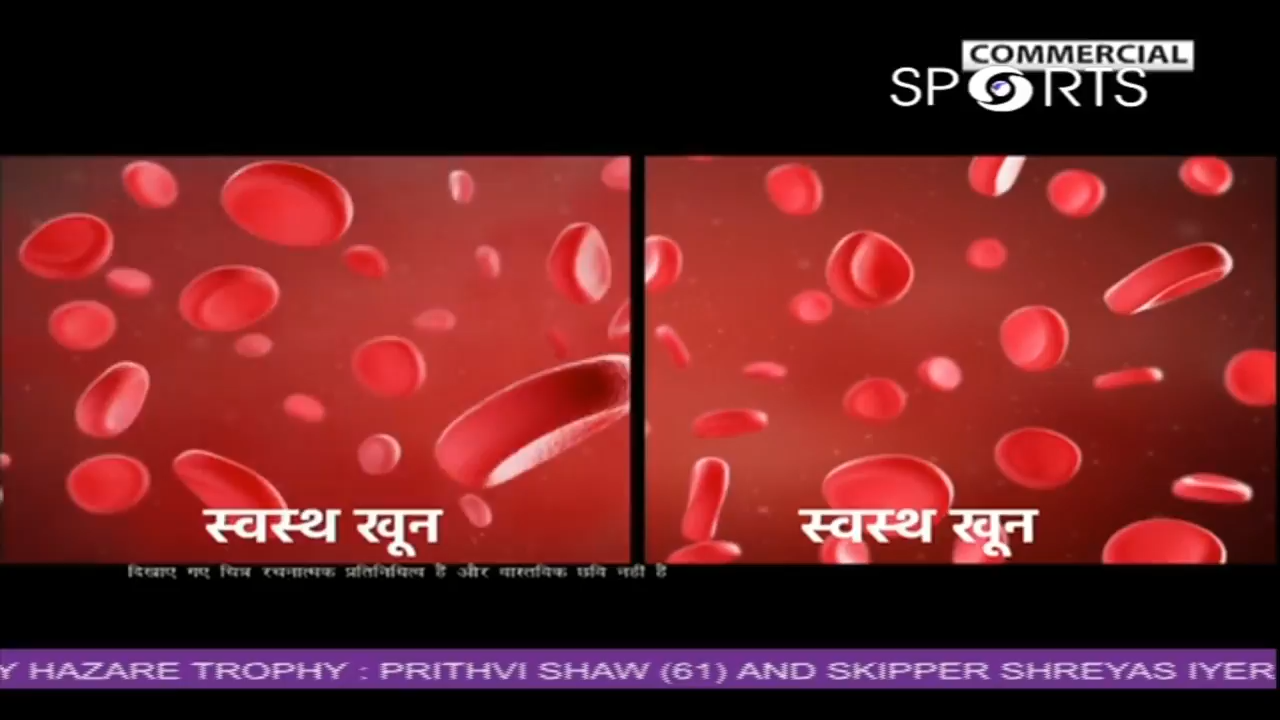 COMMERCIAL
SPORTS
स्वस्थ खून
स्वस्थ खून
दिखाए गए चित्र रचनात्मक प्रतिनिधित्व है और वास्तविक छवि नहीं है
Y HAZARE TROPHY : PRITHVI SHAW (61) AND SKIPPER SHREYAS IYER